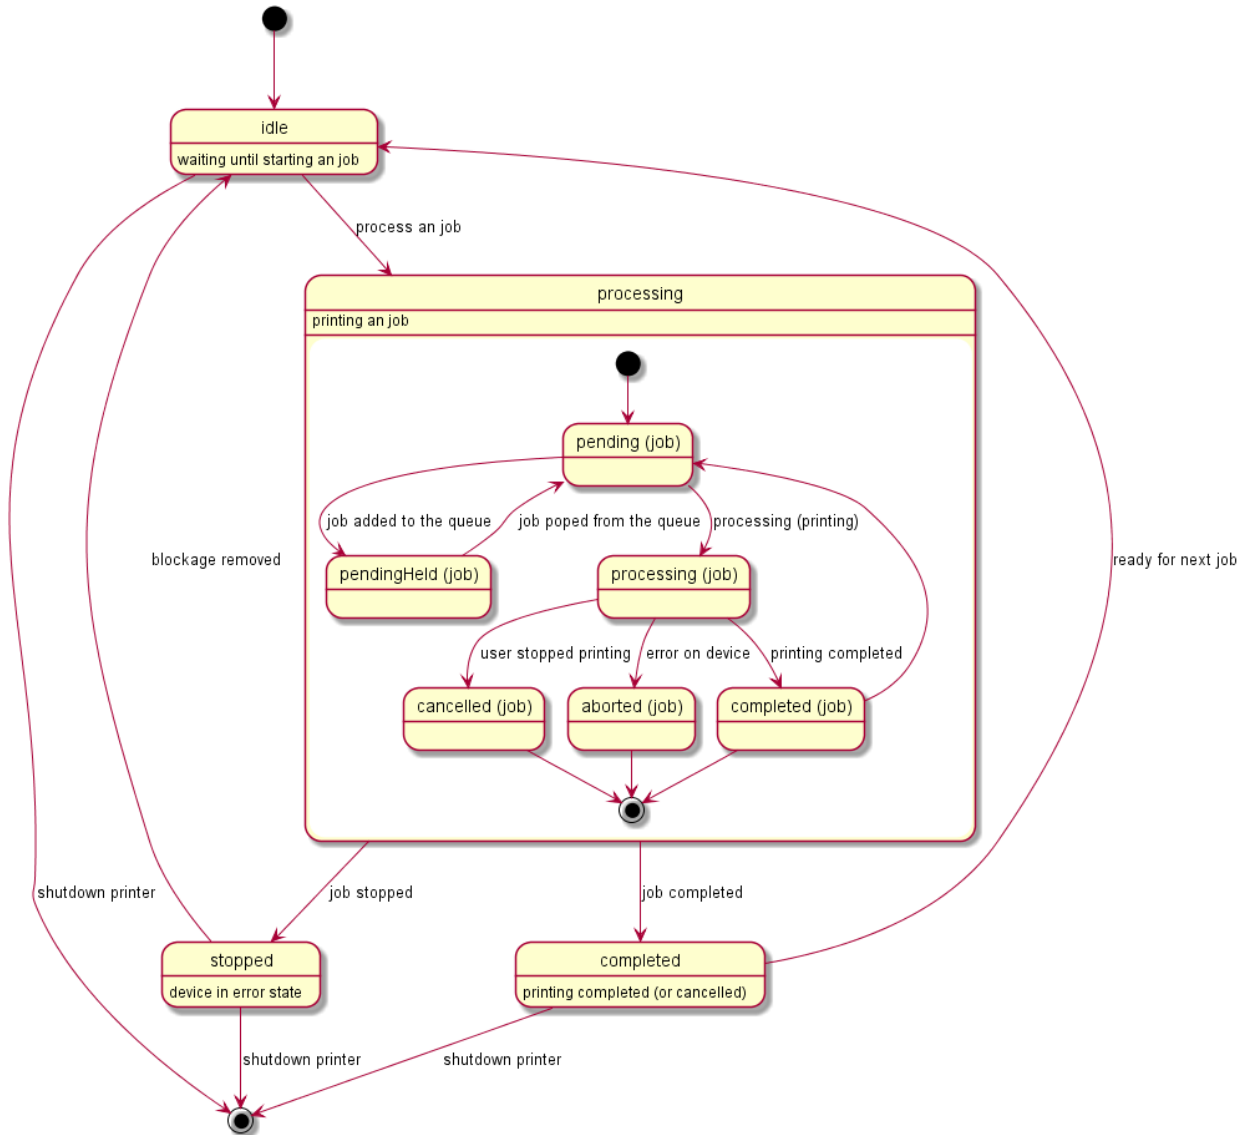 idle
waiting until starting an job
process an job
processing
printing an job
pending (job)
job added to the queue
job poped from the queue
processing (printing)
pendingHeld (job)
processing (job)
blockage removed
ready for next job
user stopped printing
error on device
printing completed
cancelled (job)
aborted (job)
completed (job)
shutdown printer
job stopped
job completed
stopped
device in error state
completed
printing completed (or cancelled)
shutdown printer
shutdown printer